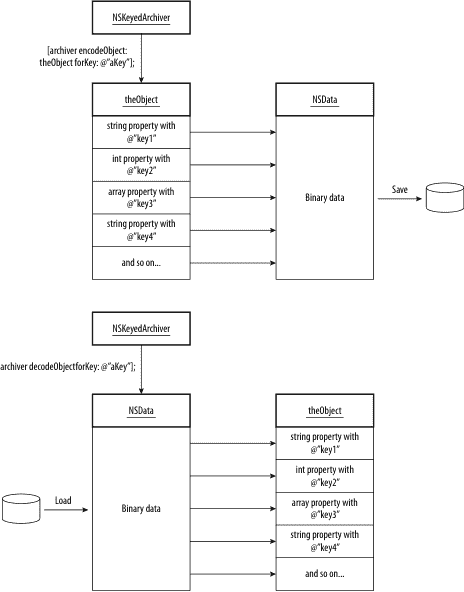 NSKeyedArchiver
[archiver encodeObject:
theObject forKey: @“aKey”];
theObject
NSData
string property with
@“key1”
int property with
@“key2”
array property with
@“key3”
string property with
@“key4”
and so on...
Binary data
Save
NSKeyedArchiver
archiver decodeObjectforKey: @“aKey”];
NSData
theObject
Load
Binary data
string property with
@“key1”
int property with
@“key2”
array property with
@“key3”
string property with
@“key4”
and so on...